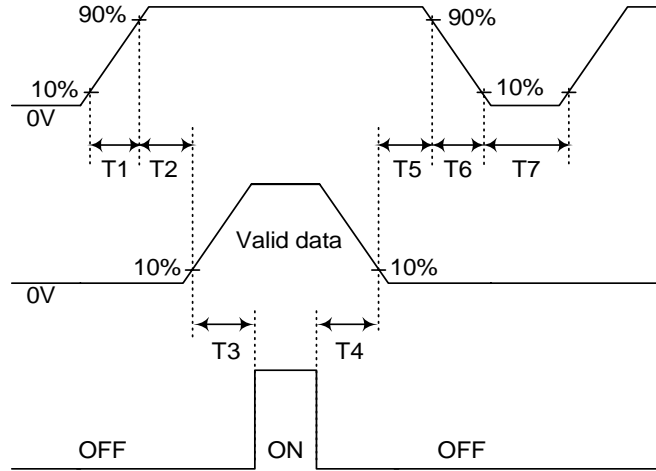 90%
90%
10%
10%
0V
T1
T2
T5
T6
T7
Valid data
10%
10%
0V
T3
T4
OFF
ON
OFF